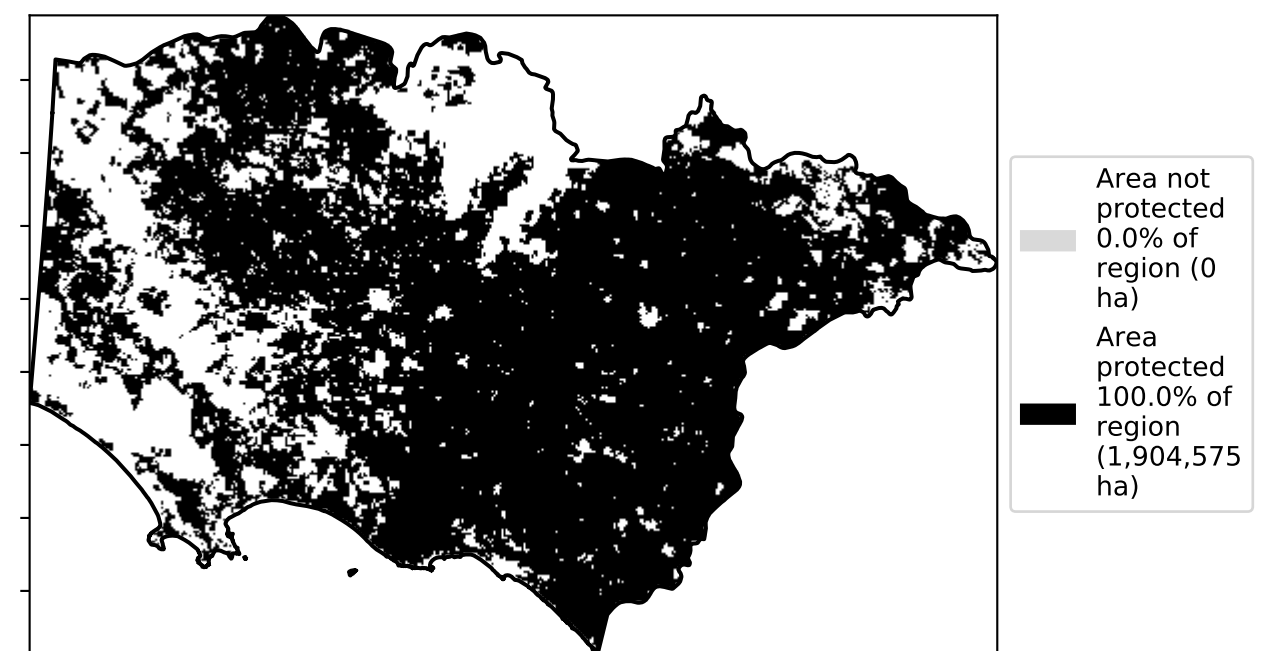 Area not
protected
0.0% of
region (0
ha)
Area
protected
100.0% of
region
(1,904,575
ha)